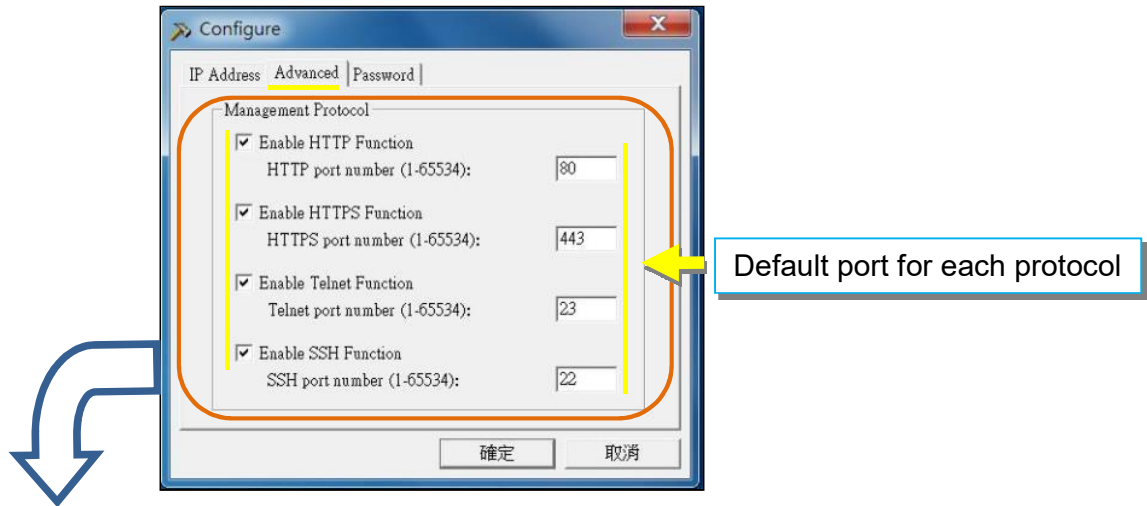 Configure
IP Address Advanced Password
Management Protocol
Enable HTTP Function
HTTP port number (1-65534): 80
Enable HTTPS Function
HTTPS port number (1-65534): 443
Enable Telnet Function
Telnet port number (1-65534): 23
Enable SSH Function
SSH port number (1-65534): 22
Default port for each protocol
確定 取消